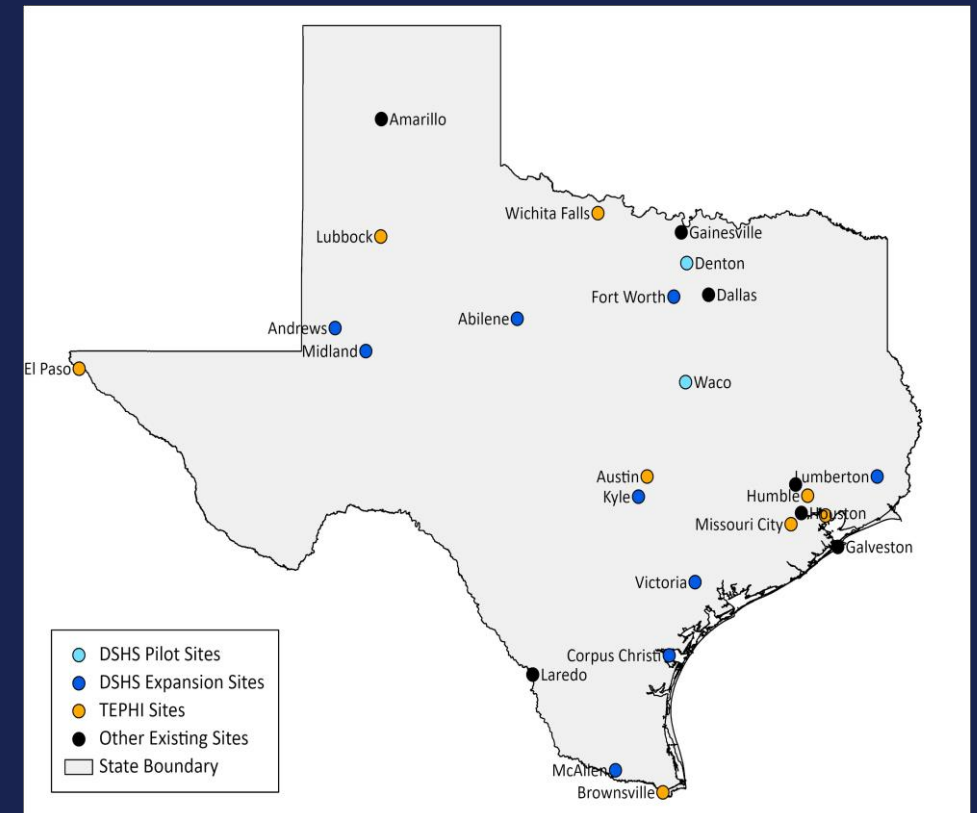 Amarillo
Wichita Falls
Lubbock
Gainesville
Denton
Fort Worth
Dallas
Abilene
Andrews
Midland
El Paso
Waco
Austin
Lumberton
Kyle
Humble
Houston
Missouri City
Galveston
Victoria
Corpus Christi
Laredo
McAllen
Brownsville
DSHS Pilot Sites
DSHS Expansion Sites
TEPHI Sites
Other Existing Sites
State Boundary